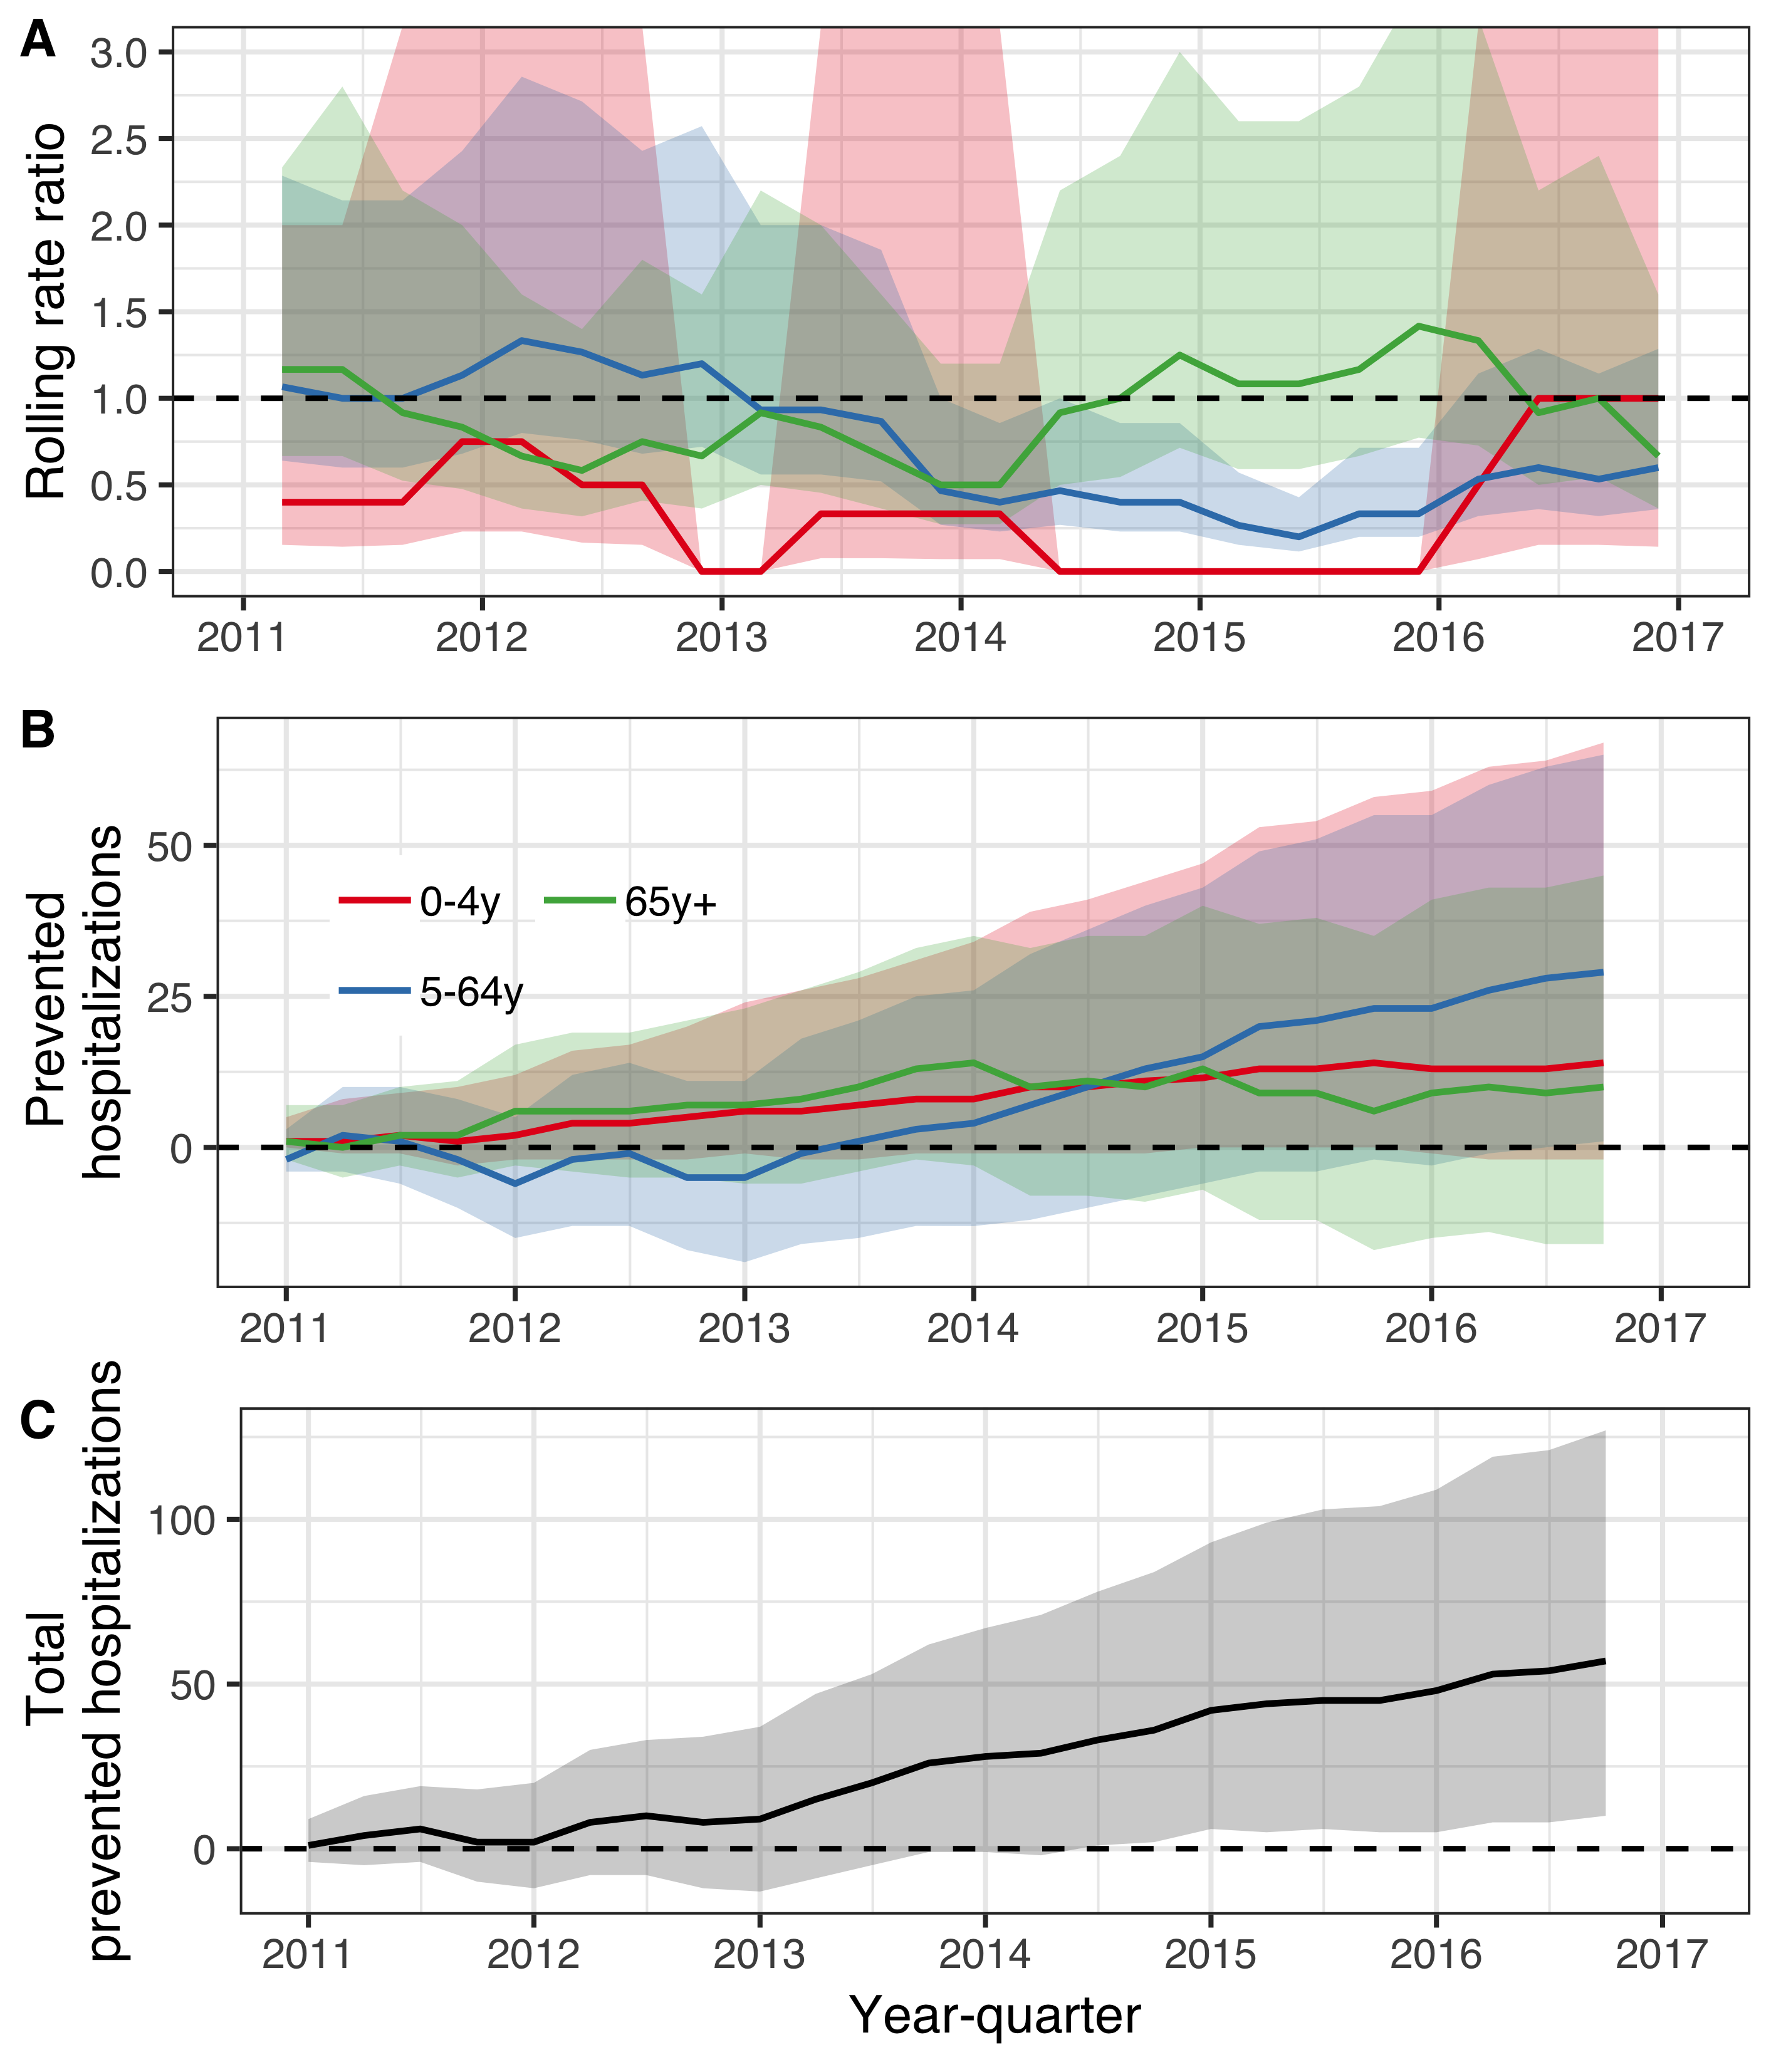 A
Rolling rate ratio
3.0
2.5
2.0
1.5
1.0
0.5
0.0
2011 2012 2013 2014 2015 2016 2017
B
Prevented
hospitalizations
50
25
0
0-4y 65y+
5-64y
2011 2012 2013 2014 2015 2016 2017
C
Total
prevented hospitalizations
100
50
0
2011 2012 2013 2014 2015 2016 2017
Year-quarter